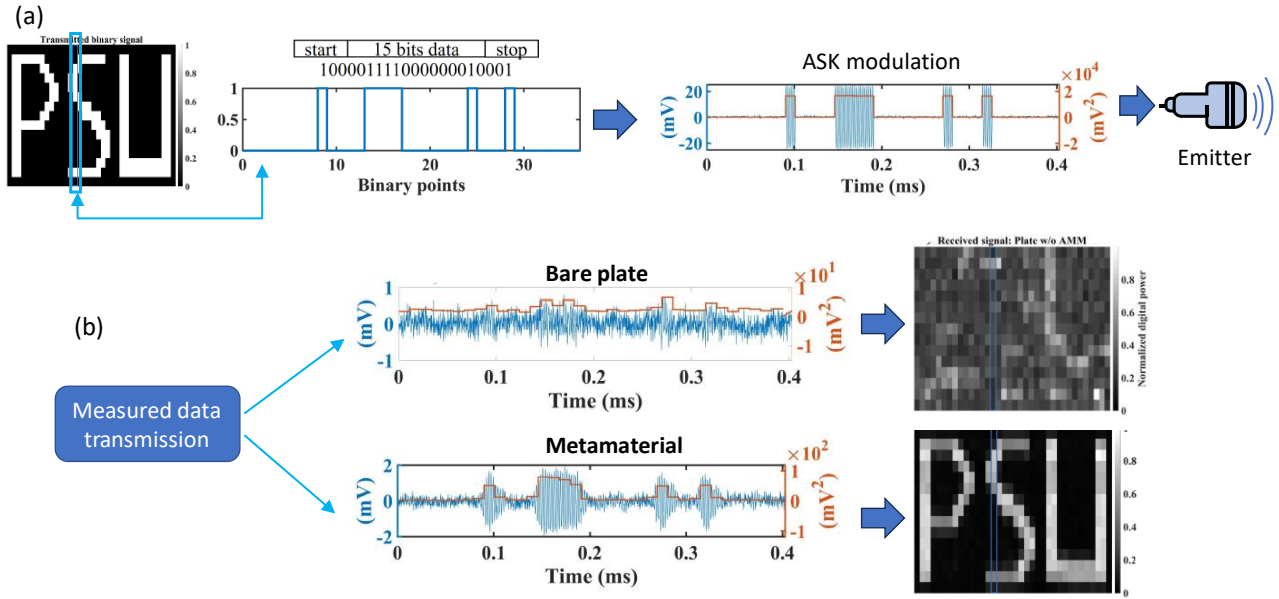 (a)
Transmitted binary signal
1
0.8
0.6
0.4
0.2
0
start 15 bits data stop
100001111000000010001
1
0.5
0
0 10 20 30
Binary points
ASK modulation
×10⁴
(mV)
20
0
-20
2
1
0
-1
-2
(mV²)
0 0.1 0.2 0.3 0.4
Time (ms)
Emitter
(b)
Measured data
transmission
Bare plate
×10¹
(mV)
1
0
-1
1
0
-1
(mV²)
0 0.1 0.2 0.3 0.4
Time (ms)
Received signal: Plate w/o AMM
0.8
0.6
0.4
0.2
0
Normalized digital power
Metamaterial
×10²
(mV)
2
0
-2
1
0
-1
(mV²)
0 0.1 0.2 0.3 0.4
Time (ms)
1
0.8
0.6
0.4
0.2
0